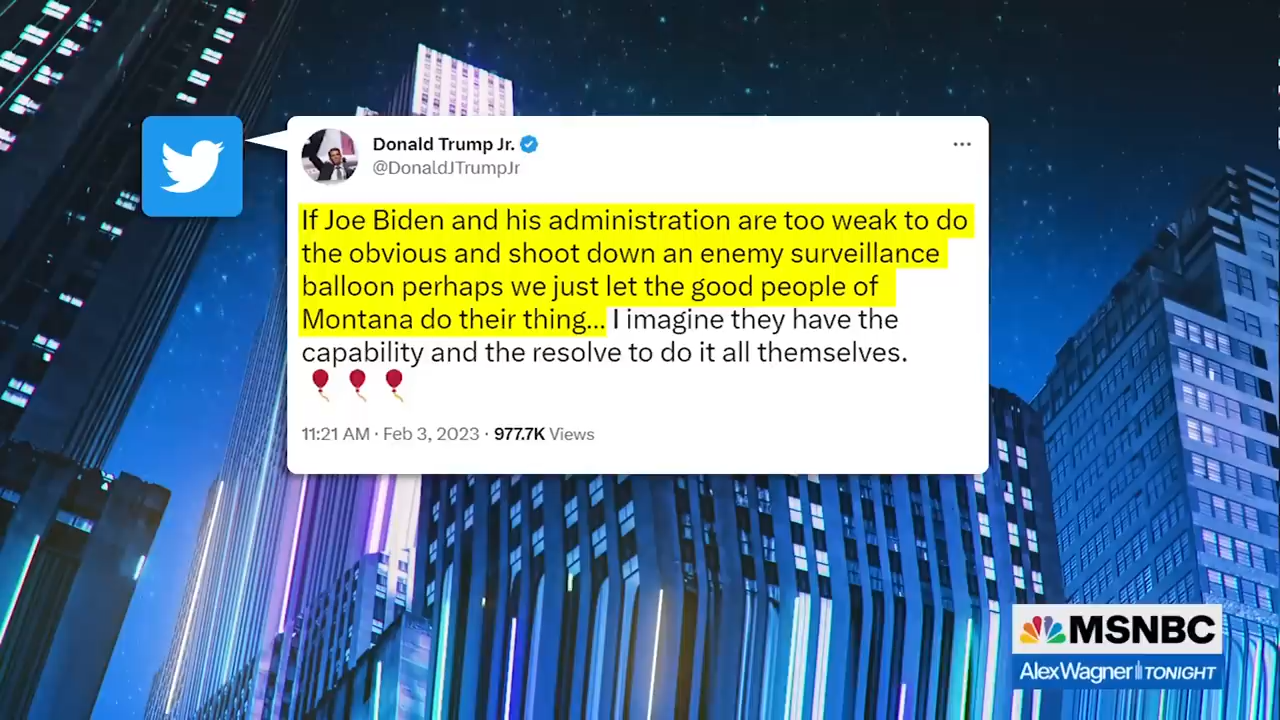 Donald Trump Jr.
@DonaldJTrumpJr
If Joe Biden and his administration are too weak to do
the obvious and shoot down an enemy surveillance
balloon perhaps we just let the good people of
Montana do their thing... I imagine they have the
capability and the resolve to do it all themselves.
🎈 🎈 🎈
11:21 AM · Feb 3, 2023 · 977.7K Views
MSNBC
AlexWagner TONIGHT